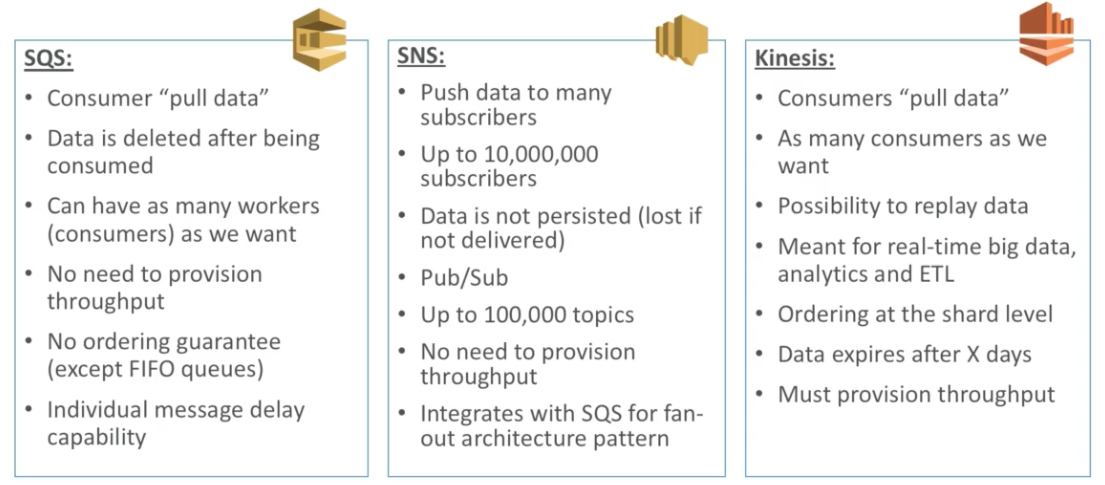 SQS:
• Consumer “pull data”
• Data is deleted after being
consumed
• Can have as many workers
(consumers) as we want
• No need to provision
throughput
• No ordering guarantee
(except FIFO queues)
• Individual message delay
capability
SNS:
• Push data to many
subscribers
• Up to 10,000,000
subscribers
• Data is not persisted (lost if
not delivered)
• Pub/Sub
• Up to 100,000 topics
• No need to provision
throughput
• Integrates with SQS for fan-
out architecture pattern
Kinesis:
• Consumers “pull data”
• As many consumers as we
want
• Possibility to replay data
• Meant for real-time big data,
analytics and ETL
• Ordering at the shard level
• Data expires after X days
• Must provision throughput